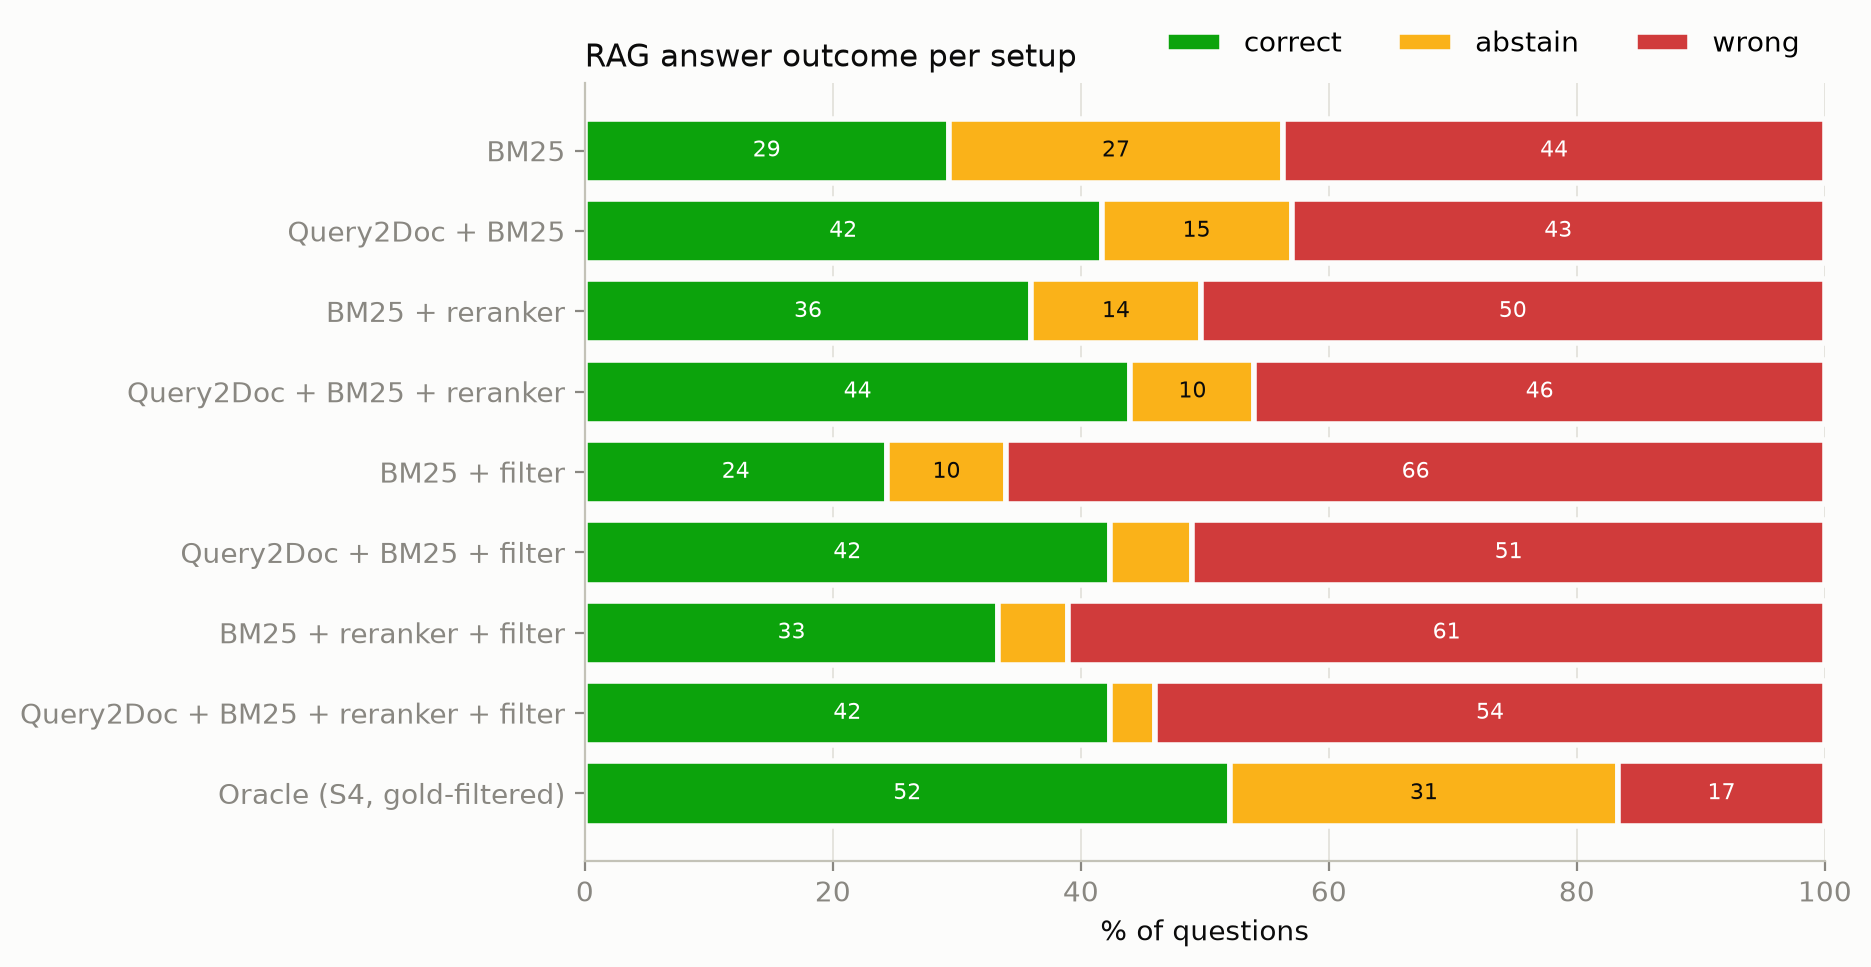 RAG answer outcome per setup
correct abstain wrong
BM25 29 27 44
Query2Doc + BM25 42 15 43
BM25 + reranker 36 14 50
Query2Doc + BM25 + reranker 44 10 46
BM25 + filter 24 10 66
Query2Doc + BM25 + filter 42 51
BM25 + reranker + filter 33 61
Query2Doc + BM25 + reranker + filter 42 54
Oracle (S4, gold-filtered) 52 31 17
0 20 40 60 80 100
% of questions